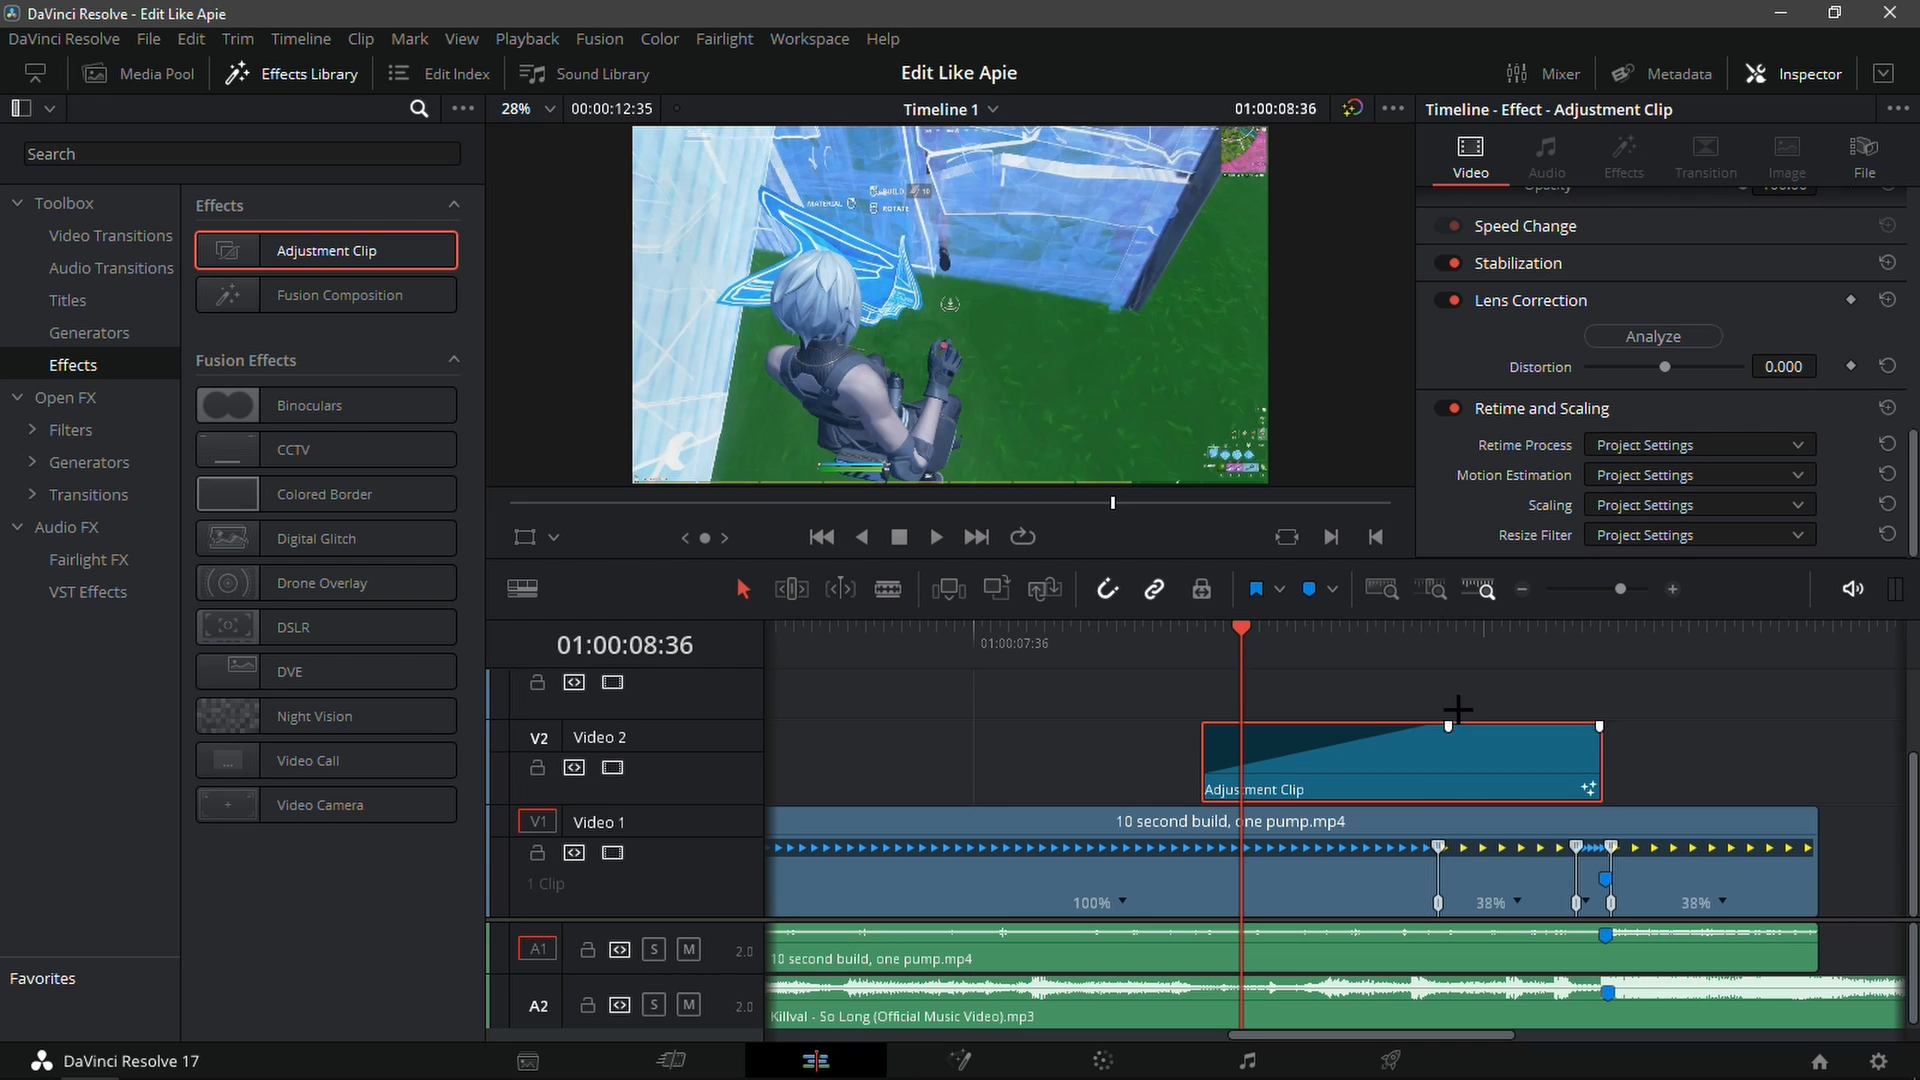 DaVinci Resolve - Edit Like Apie
DaVinci Resolve File Edit Trim Timeline Clip Mark View Playback Fusion Color Fairlight Workspace Help
Media Pool Effects Library Edit Index Sound Library Edit Like Apie Mixer Metadata Inspector
28% 00:00:12:35 Timeline 1 01:00:08:36 Timeline - Effect - Adjustment Clip
Search
Toolbox
Video Transitions
Audio Transitions
Titles
Generators
Effects
Open FX
Filters
Generators
Transitions
Audio FX
Fairlight FX
VST Effects
Favorites
Effects
Adjustment Clip
Fusion Composition
Fusion Effects
Binoculars
CCTV
Colored Border
Digital Glitch
Drone Overlay
DSLR
DVE
Night Vision
Video Call
Video Camera
BUILD 10
MATERIAL
ROTATE
Video Audio Effects Transition Image File
Opacity 100.00
Speed Change
Stabilization
Lens Correction
Analyze
Distortion 0.000
Retime and Scaling
Retime Process Project Settings
Motion Estimation Project Settings
Scaling Project Settings
Resize Filter Project Settings
01:00:08:36
01:00:07:36
V2 Video 2
Adjustment Clip
V1 Video 1
10 second build, one pump.mp4
1 Clip
100% 38% 38%
A1 S M 2.0
10 second build, one pump.mp4
A2 S M 2.0
Killval - So Long (Official Music Video).mp3
DaVinci Resolve 17